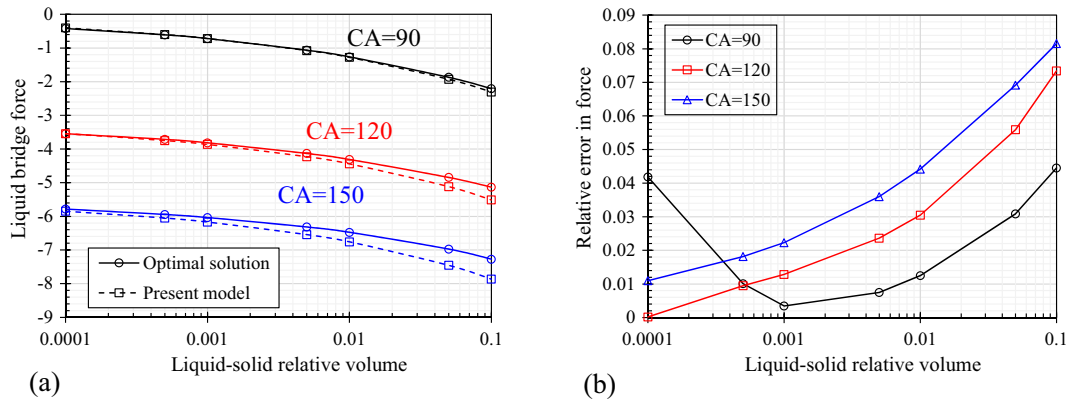 0
-1
-2
-3
-4
-5
-6
-7
-8
-9
Liquid bridge force
CA=90
CA=120
CA=150
Optimal solution
Present model
0.0001
0.001
0.01
0.1
Liquid-solid relative volume
(a)
0.09
0.08
0.07
0.06
0.05
0.04
0.03
0.02
0.01
0
Relative error in force
CA=90
CA=120
CA=150
0.0001
0.001
0.01
0.1
Liquid-solid relative volume
(b)